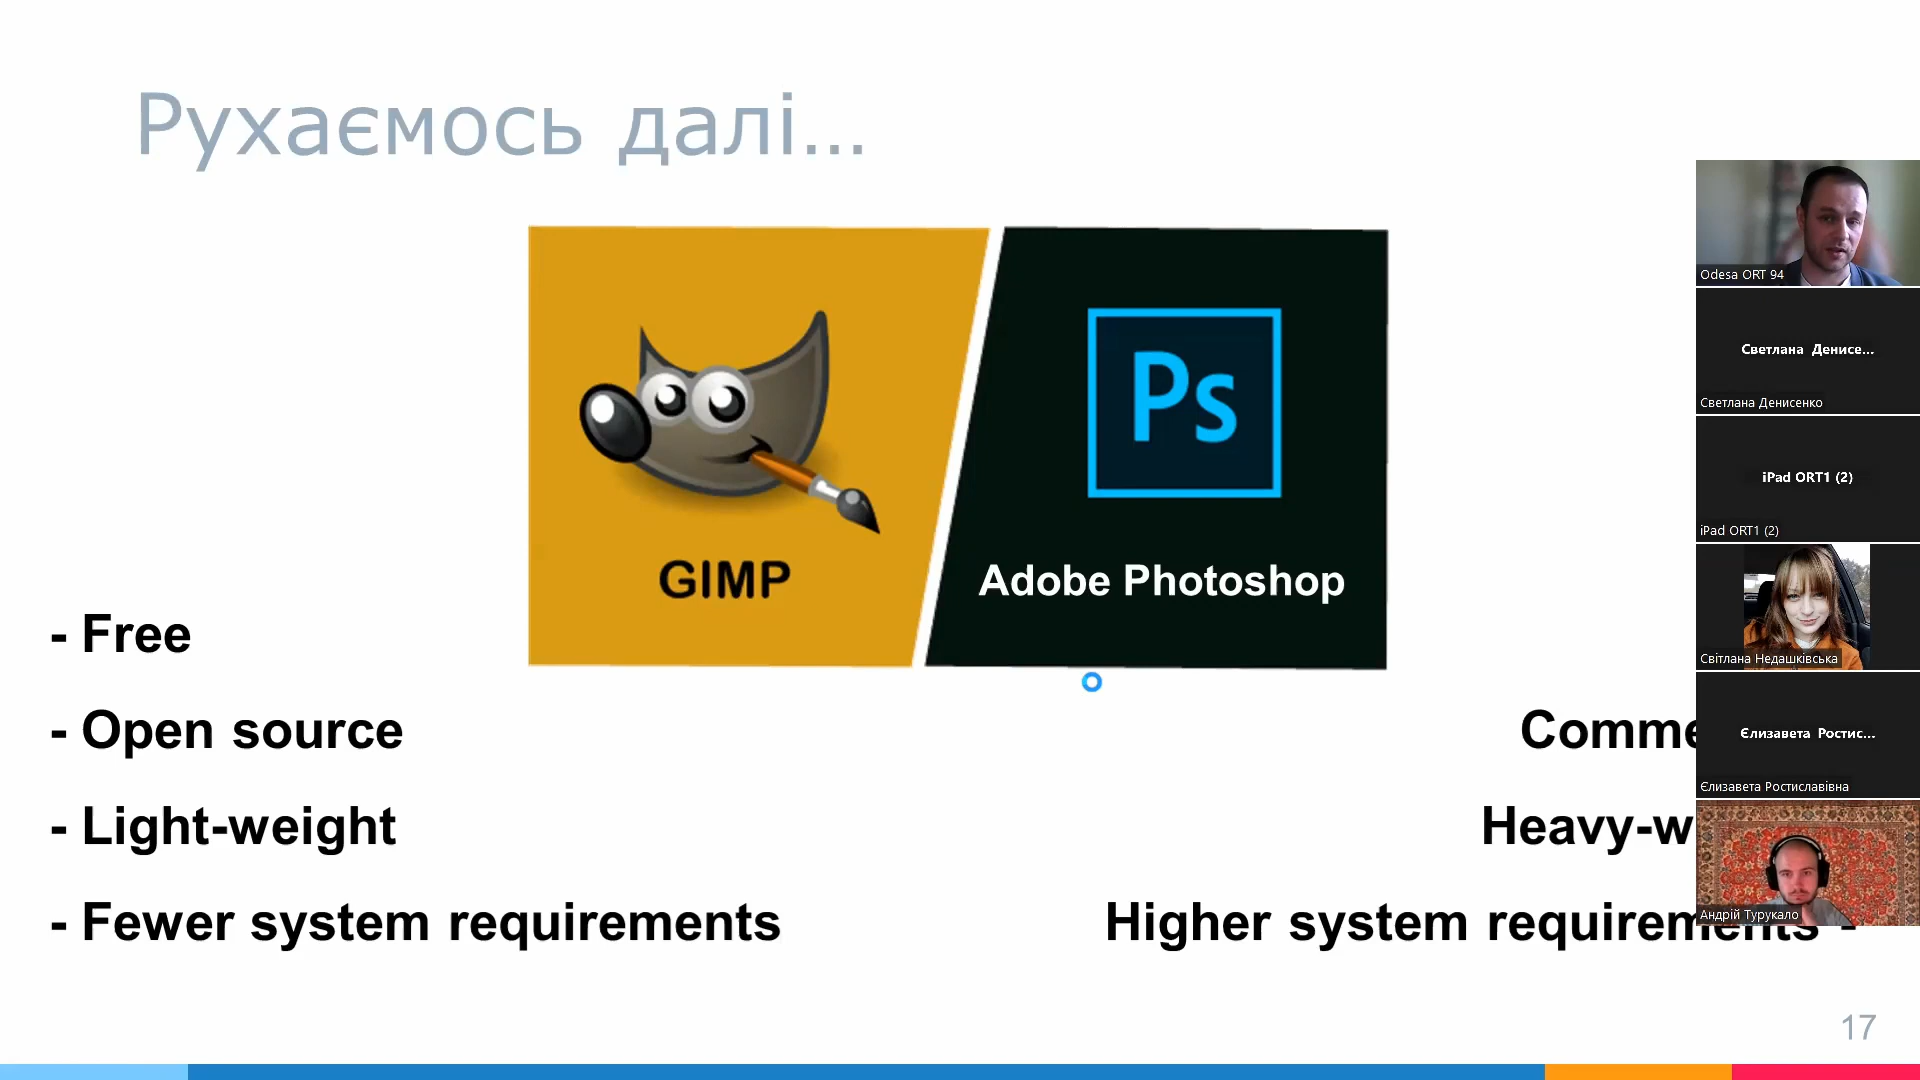 Рухаємось далі...
Ps
GIMP
Adobe Photoshop
- Free
- Open source
- Light-weight
- Fewer system requirements
Higher system requirements -
Odesa ORT 94
Светлана Денисе...
Светлана Денисенко
iPad ORT1 (2)
iPad ORT1 (2)
Світлана Недашківська
Єлизавета Ростис...
Єлизавета Ростиславівна
Андрій Турукало
17